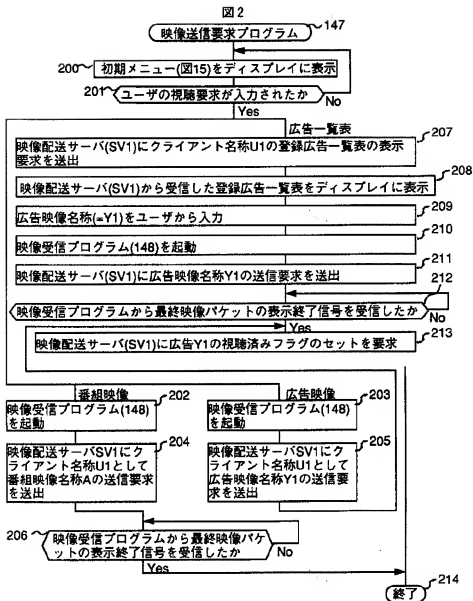 図2
映像送信要求プログラム
147
200
初期メニュー(図15)をディスプレイに表示
201
ユーザの視聴要求が入力されたか
No
Yes
広告一覧表
207
映像配送サーバ(SV1)にクライアント名称U1の登録広告一覧表の表示
要求を送出
208
映像配送サーバ(SV1)から受信した登録広告一覧表をディスプレイに表示
209
広告映像名称(=Y1)をユーザから入力
210
映像受信プログラム(148)を起動
211
映像配送サーバ(SV1)に広告映像名称Y1の送信要求を送出
212
映像受信プログラムから最終映像パケットの表示終了信号を受信したか
No
Yes
213
映像配送サーバ(SV1)に広告Y1の視聴済みフラグのセットを要求
番組映像
202
映像受信プログラム(148)
を起動
広告映像
203
映像受信プログラム(148)
を起動
204
映像配送サーバSV1にク
ライアント名称U1として
番組映像名称Aの送信要求
を送出
205
映像配送サーバSV1にク
ライアント名称U1として
広告映像名称Y1の送信要
求を送出
206
映像受信プログラムから最終映像パケ
ットの表示終了信号を受信したか
No
Yes
214
終了